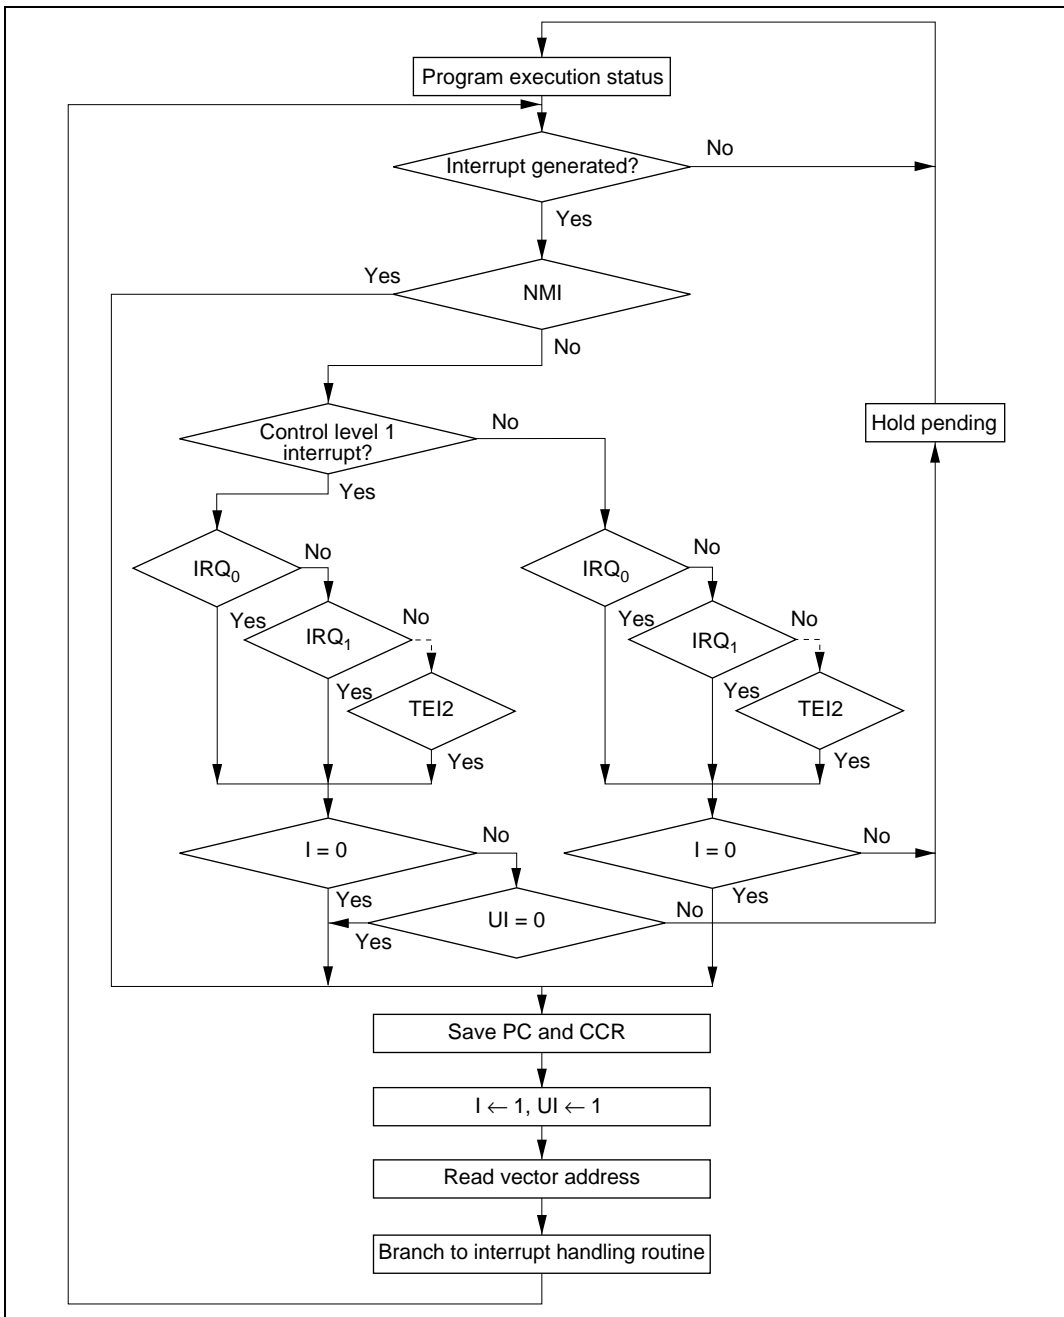 Program execution status
Interrupt generated?
No
Yes
Yes
NMI
No
Control level 1
interrupt?
No
Hold pending
Yes
IRQ0
No
IRQ0
No
Yes
IRQ1
No
Yes
IRQ1
No
Yes
TEI2
Yes
TEI2
Yes
Yes
I = 0
No
I = 0
No
Yes
Yes
UI = 0
No
Yes
Save PC and CCR
I ← 1, UI ← 1
Read vector address
Branch to interrupt handling routine